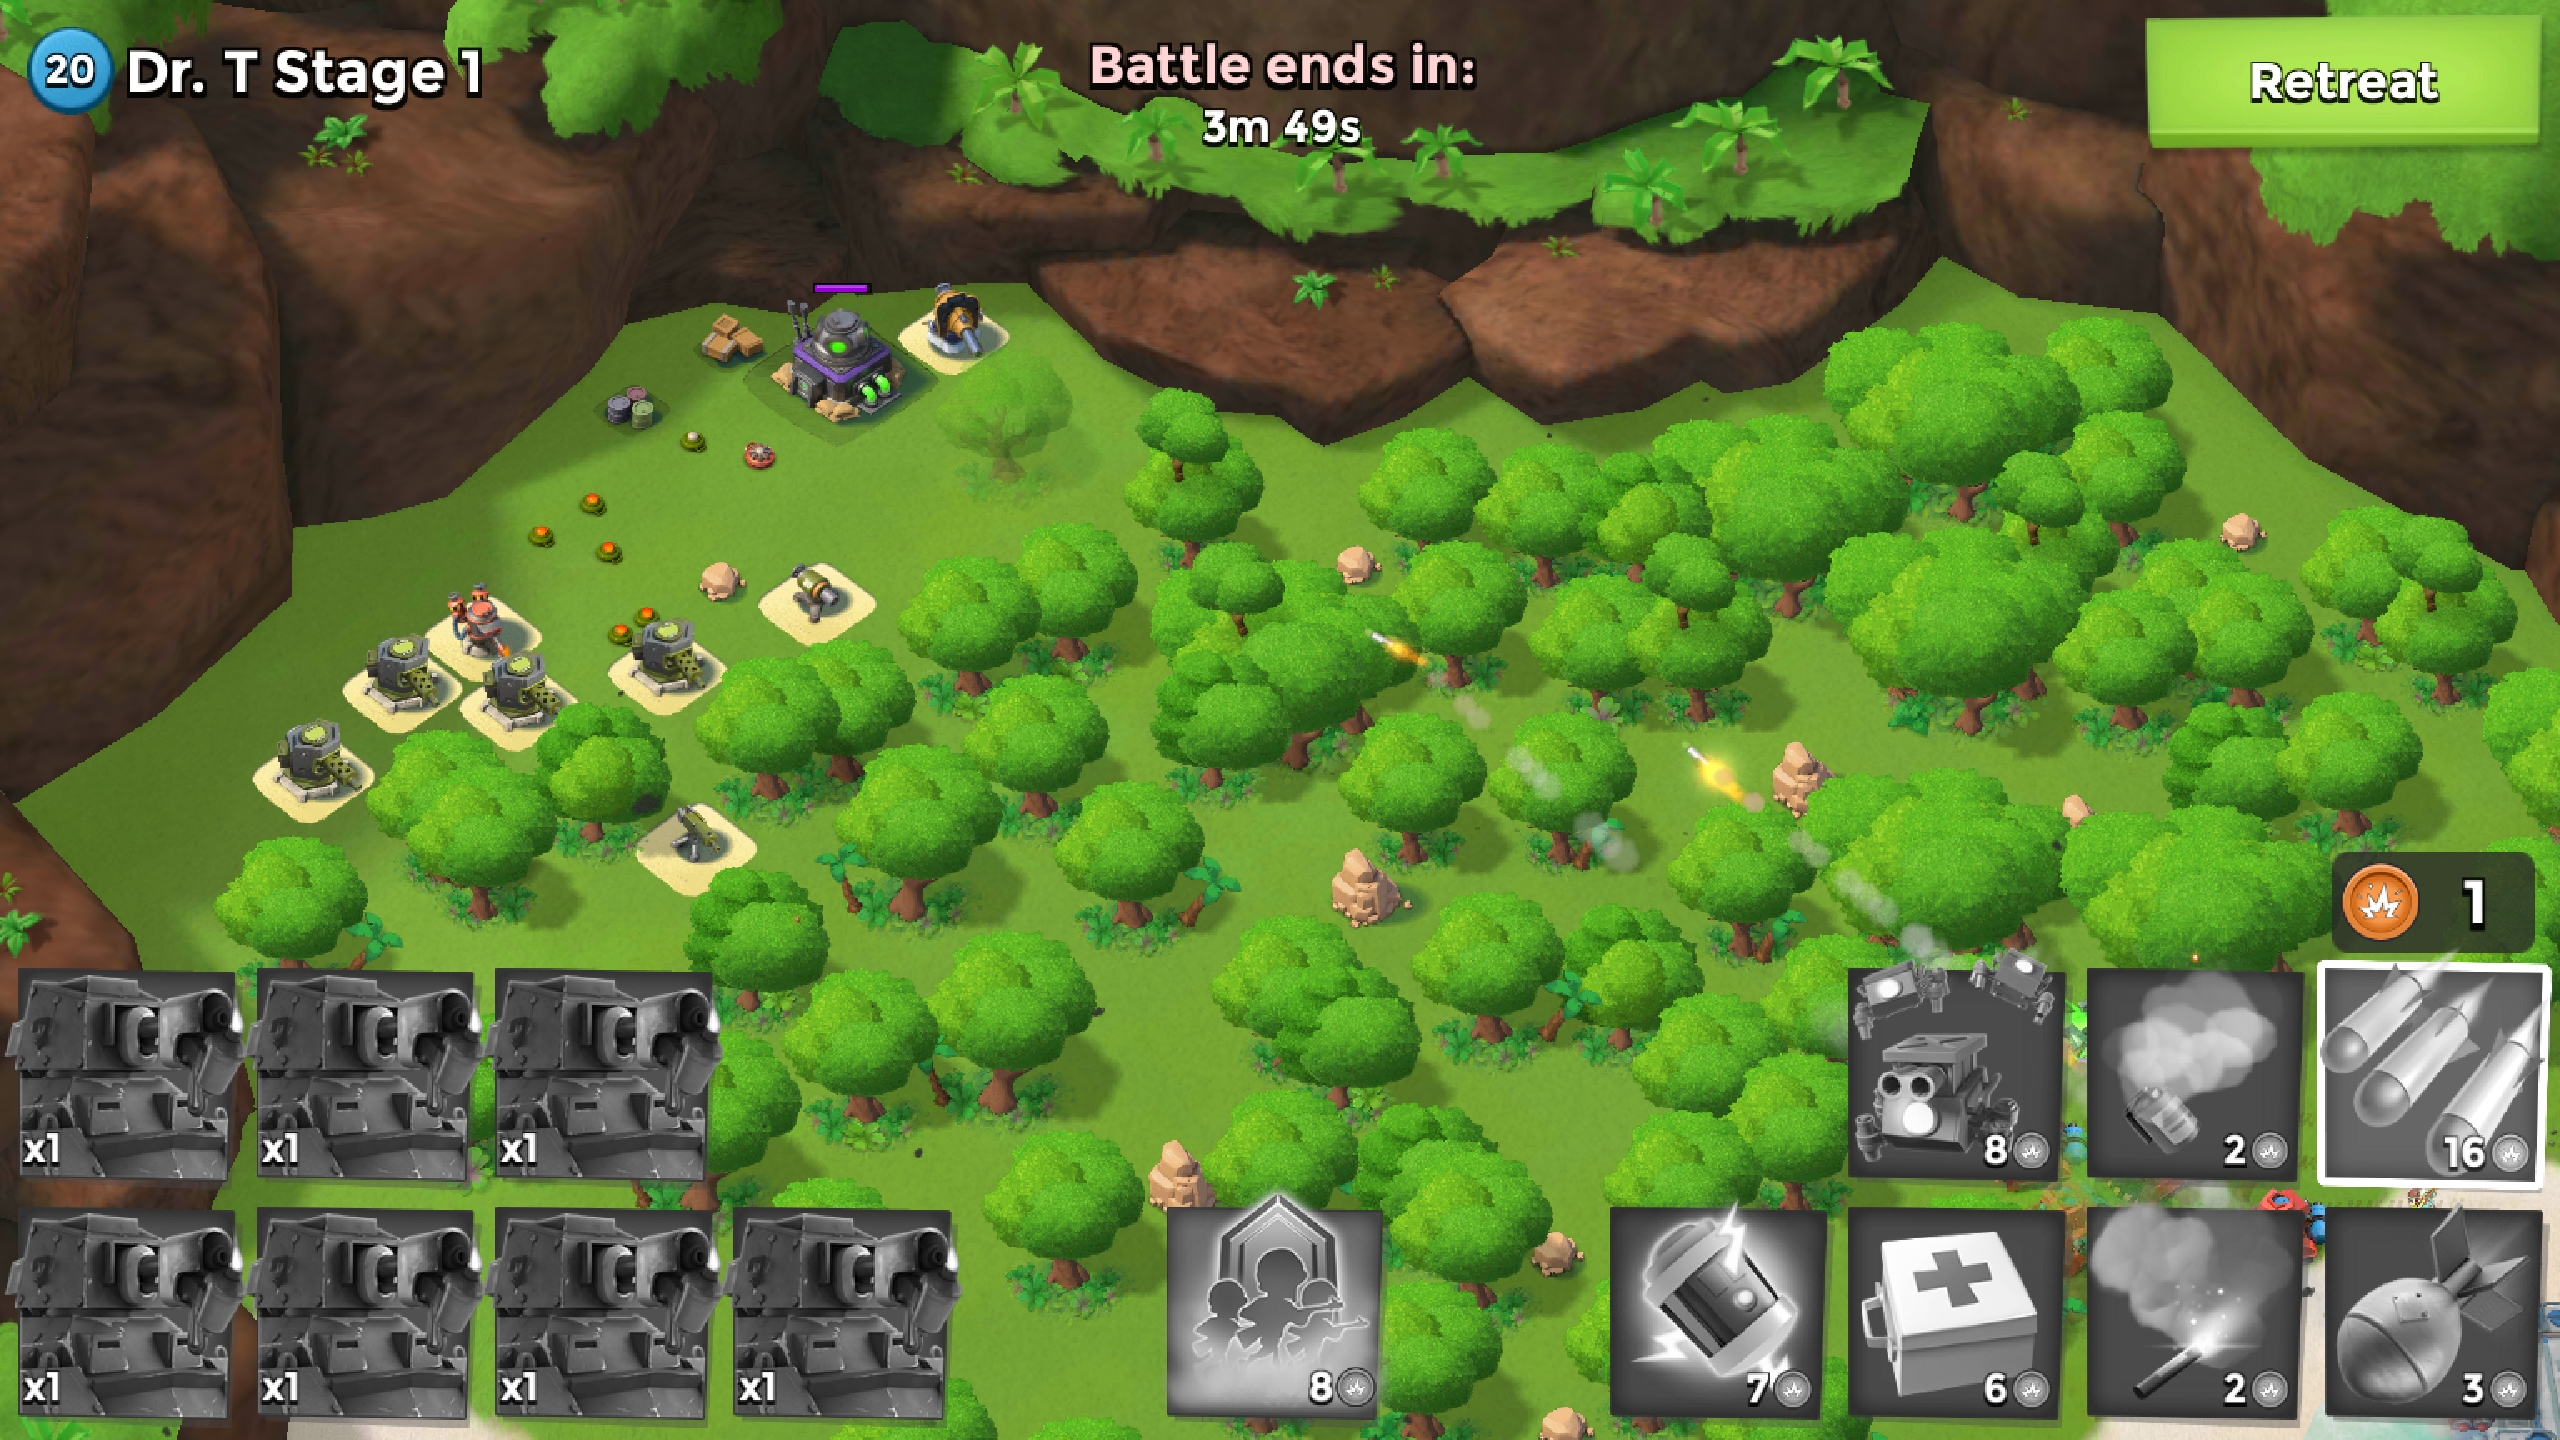 20 Dr. T Stage 1
Battle ends in:
3m 49s
Retreat
1
x1 x1 x1
8 2 16
x1 x1 x1 x1
8 7 6 2 3